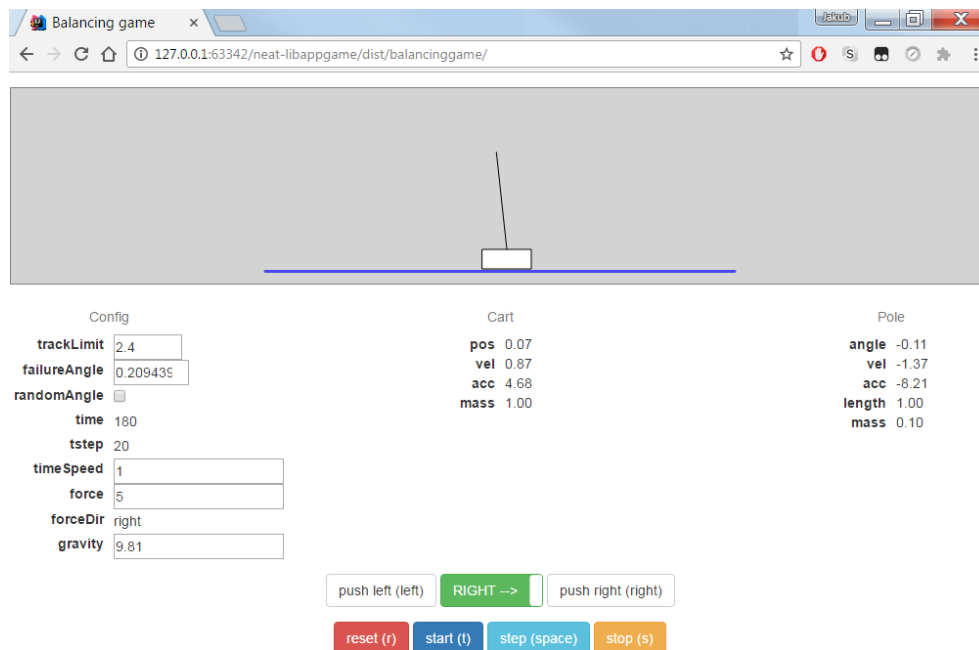 Balancing game
Jakub
127.0.0.1:63342/neat-libappgame/dist/balancinggame/
Config
trackLimit 2.4
failureAngle 0.209439
randomAngle
time 180
tstep 20
timeSpeed 1
force 5
forceDir right
gravity 9.81
Cart
pos 0.07
vel 0.87
acc 4.68
mass 1.00
Pole
angle -0.11
vel -1.37
acc -8.21
length 1.00
mass 0.10
push left (left) RIGHT --> push right (right)
reset (r) start (t) step (space) stop (s)